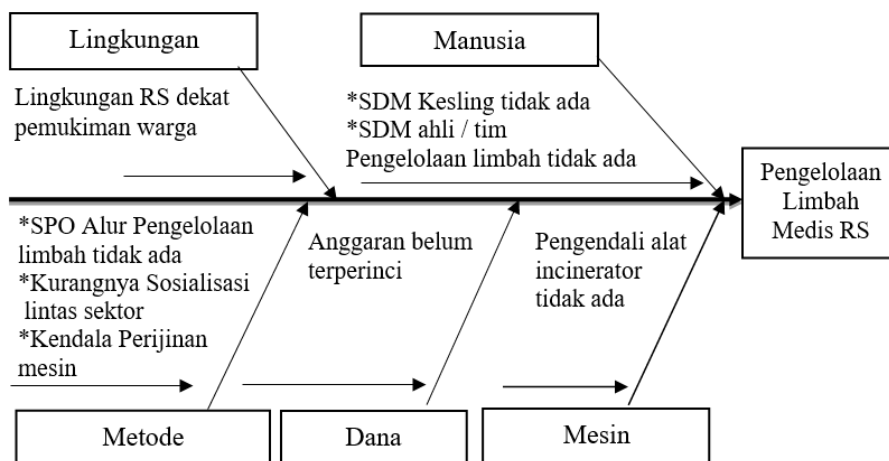 Lingkungan
Manusia
Lingkungan RS dekat
pemukiman warga
*SDM Kesling tidak ada
*SDM ahli / tim
Pengelolaan limbah tidak ada
Pengelolaan
Limbah
Medis RS
*SPO Alur Pengelolaan
limbah tidak ada
*Kurangnya Sosialisasi
lintas sektor
*Kendala Perijinan
mesin
Anggaran belum
terperinci
Pengendali alat
incinerator
tidak ada
Metode
Dana
Mesin